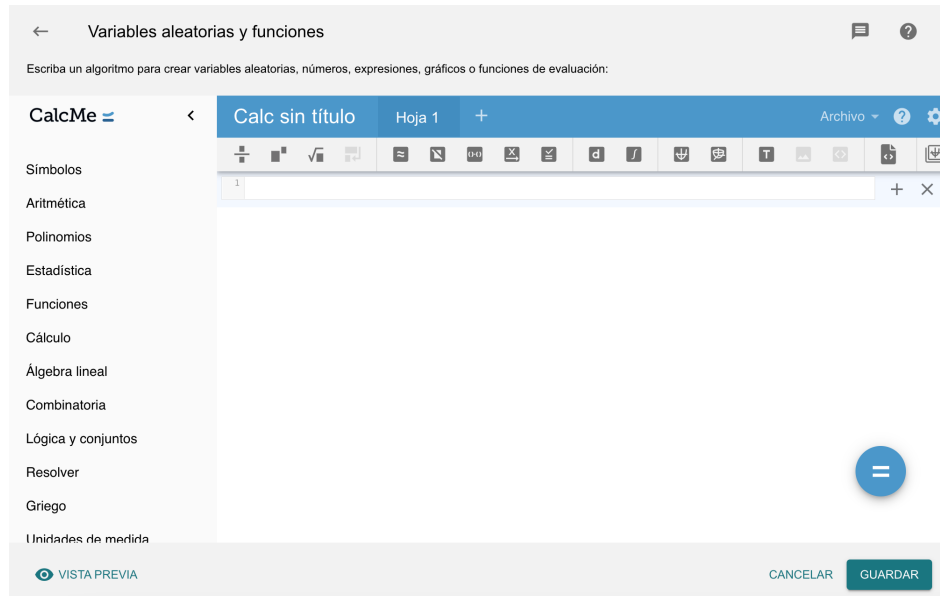 Variables aleatorias y funciones
Escriba un algoritmo para crear variables aleatorias, números, expresiones, gráficos o funciones de evaluación:
CalcMe
Calc sin título
Hoja 1
+
Archivo
1
Símbolos
Aritmética
Polinomios
Estadística
Funciones
Cálculo
Álgebra lineal
Combinatoria
Lógica y conjuntos
Resolver
Griego
Unidades de medida
VISTA PREVIA
CANCELAR
GUARDAR